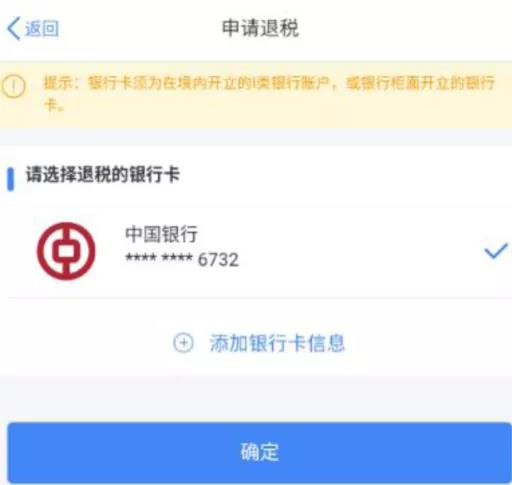 返回
申请退税
提示：银行卡须为在境内开立的I类银行账户，或银行柜面开立的银行
卡。
请选择退税的银行卡
中国银行
**** **** 6732
添加银行卡信息
确定